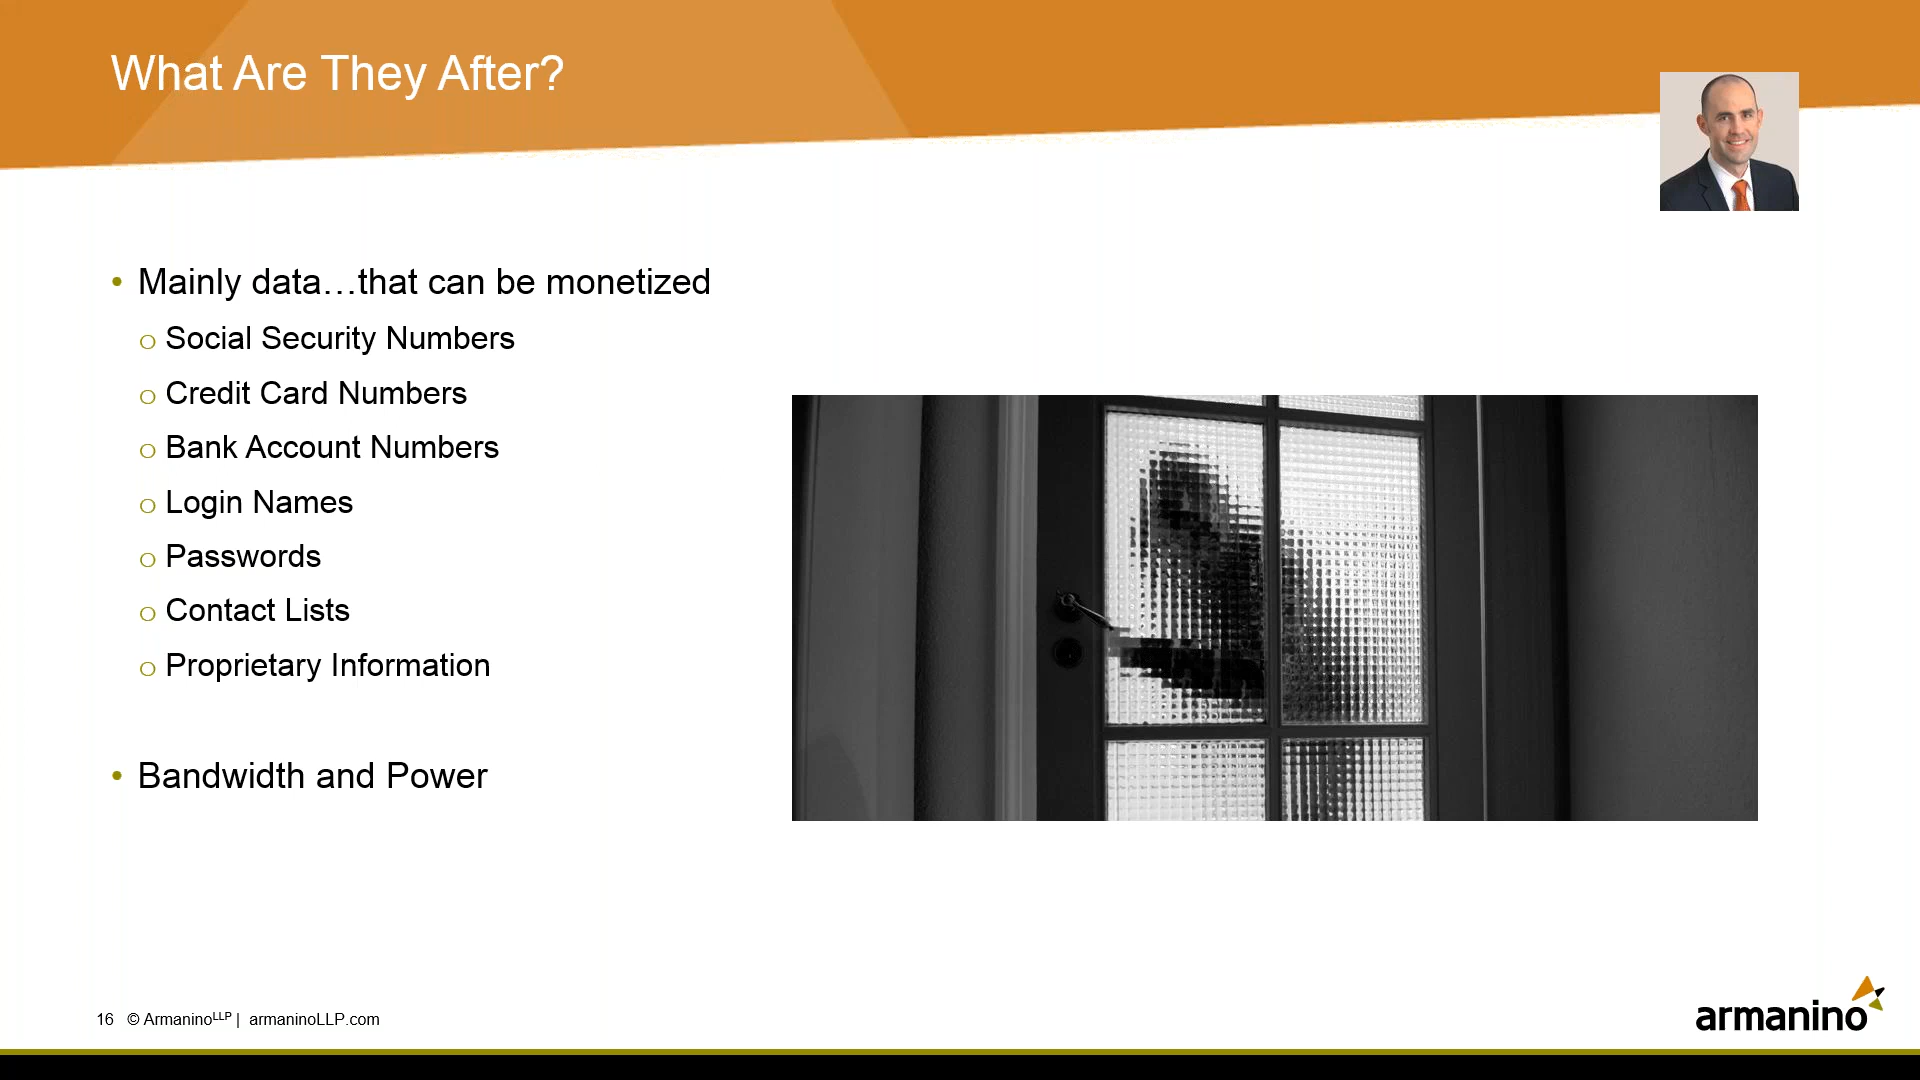 What Are They After?
• Mainly data…that can be monetized
o Social Security Numbers
o Credit Card Numbers
o Bank Account Numbers
o Login Names
o Passwords
o Contact Lists
o Proprietary Information
• Bandwidth and Power
16 © ArmaninoLLP | armaninoLLP.com
armanino